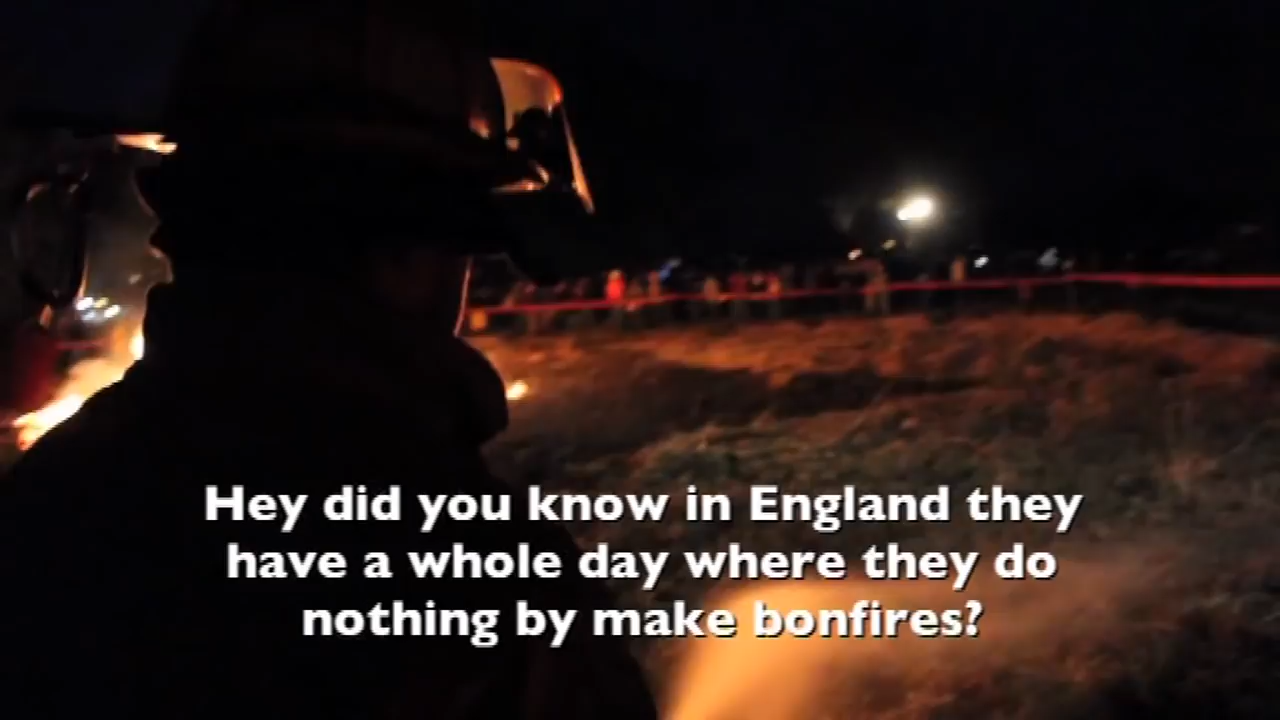 Hey did you know in England they
have a whole day where they do
nothing by make bonfires?